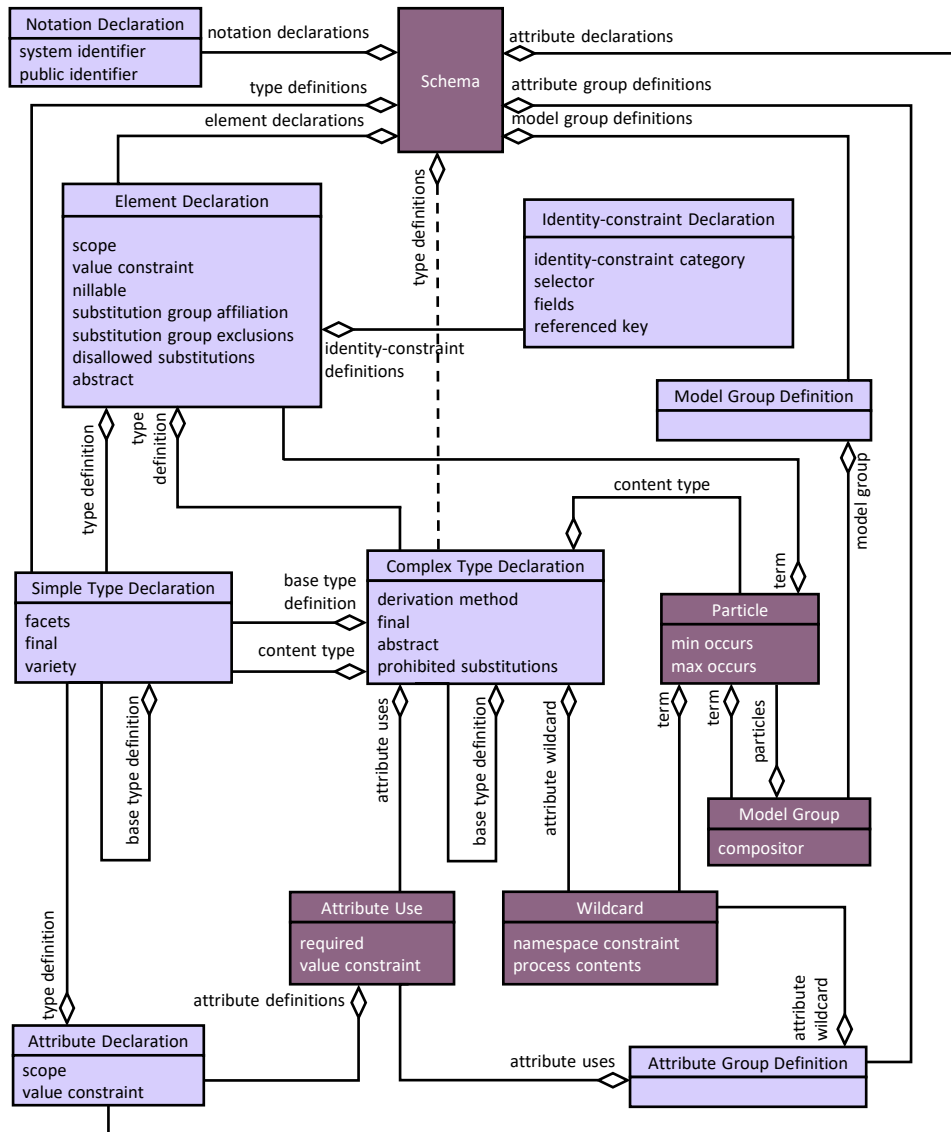 Notation Declaration
system identifier
public identifier
notation declarations
attribute declarations
Schema
type definitions
attribute group definitions
element declarations
model group definitions
type definitions
Element Declaration
scope
value constraint
nillable
substitution group affiliation
substitution group exclusions
disallowed substitutions
abstract
Identity-constraint Declaration
identity-constraint category
selector
fields
referenced key
identity-constraint
definitions
Model Group Definition
type definition
type
definition
model group
content type
term
Simple Type Declaration
facets
final
variety
base type
definition
content type
Complex Type Declaration
derivation method
final
abstract
prohibited substitutions
Particle
min occurs
max occurs
base type definition
attribute uses
base type definition
attribute wildcard
term
term
particles
Model Group
compositor
Attribute Use
required
value constraint
Wildcard
namespace constraint
process contents
type definition
attribute definitions
attribute
wildcard
Attribute Declaration
scope
value constraint
attribute uses
Attribute Group Definition